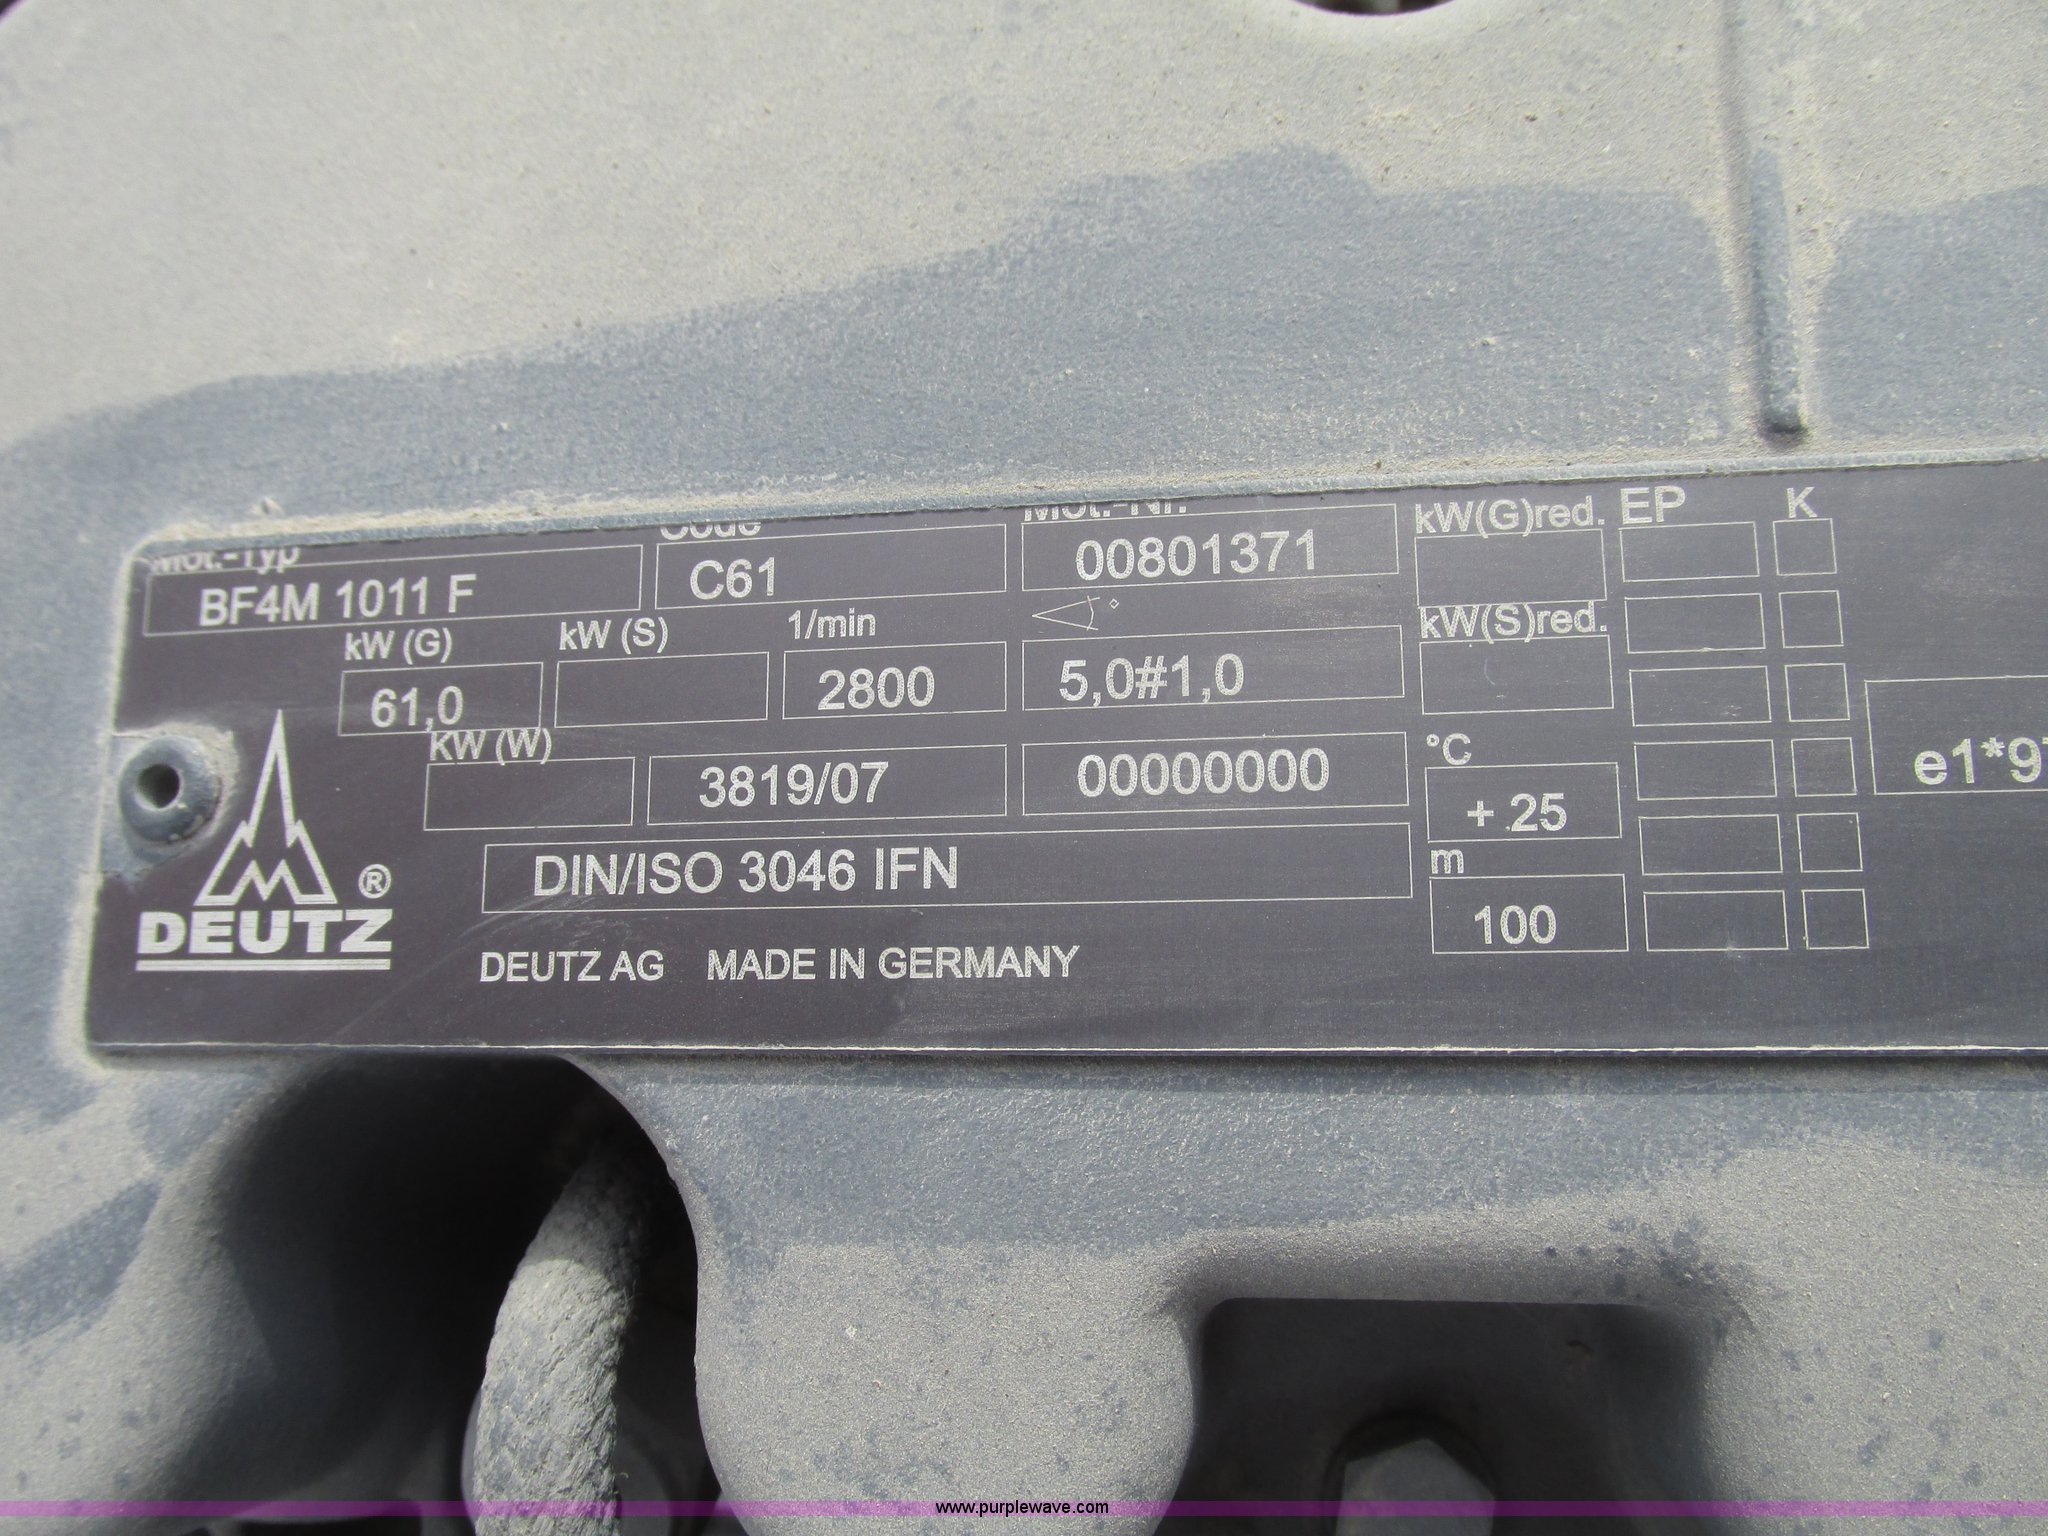 Mot.-Typ Code Mot.-Nr. kW(G)red. EP K
BF4M 1011 F C61 00801371
kW (G) kW (S) 1/min ° kW(S)red.
61,0 2800 5,0#1,0
KW (W) °C
3819/07 00000000 + 25 e1*97
DIN/ISO 3046 IFN m
100
DEUTZ ®
DEUTZ AG MADE IN GERMANY
www.purplewave.com